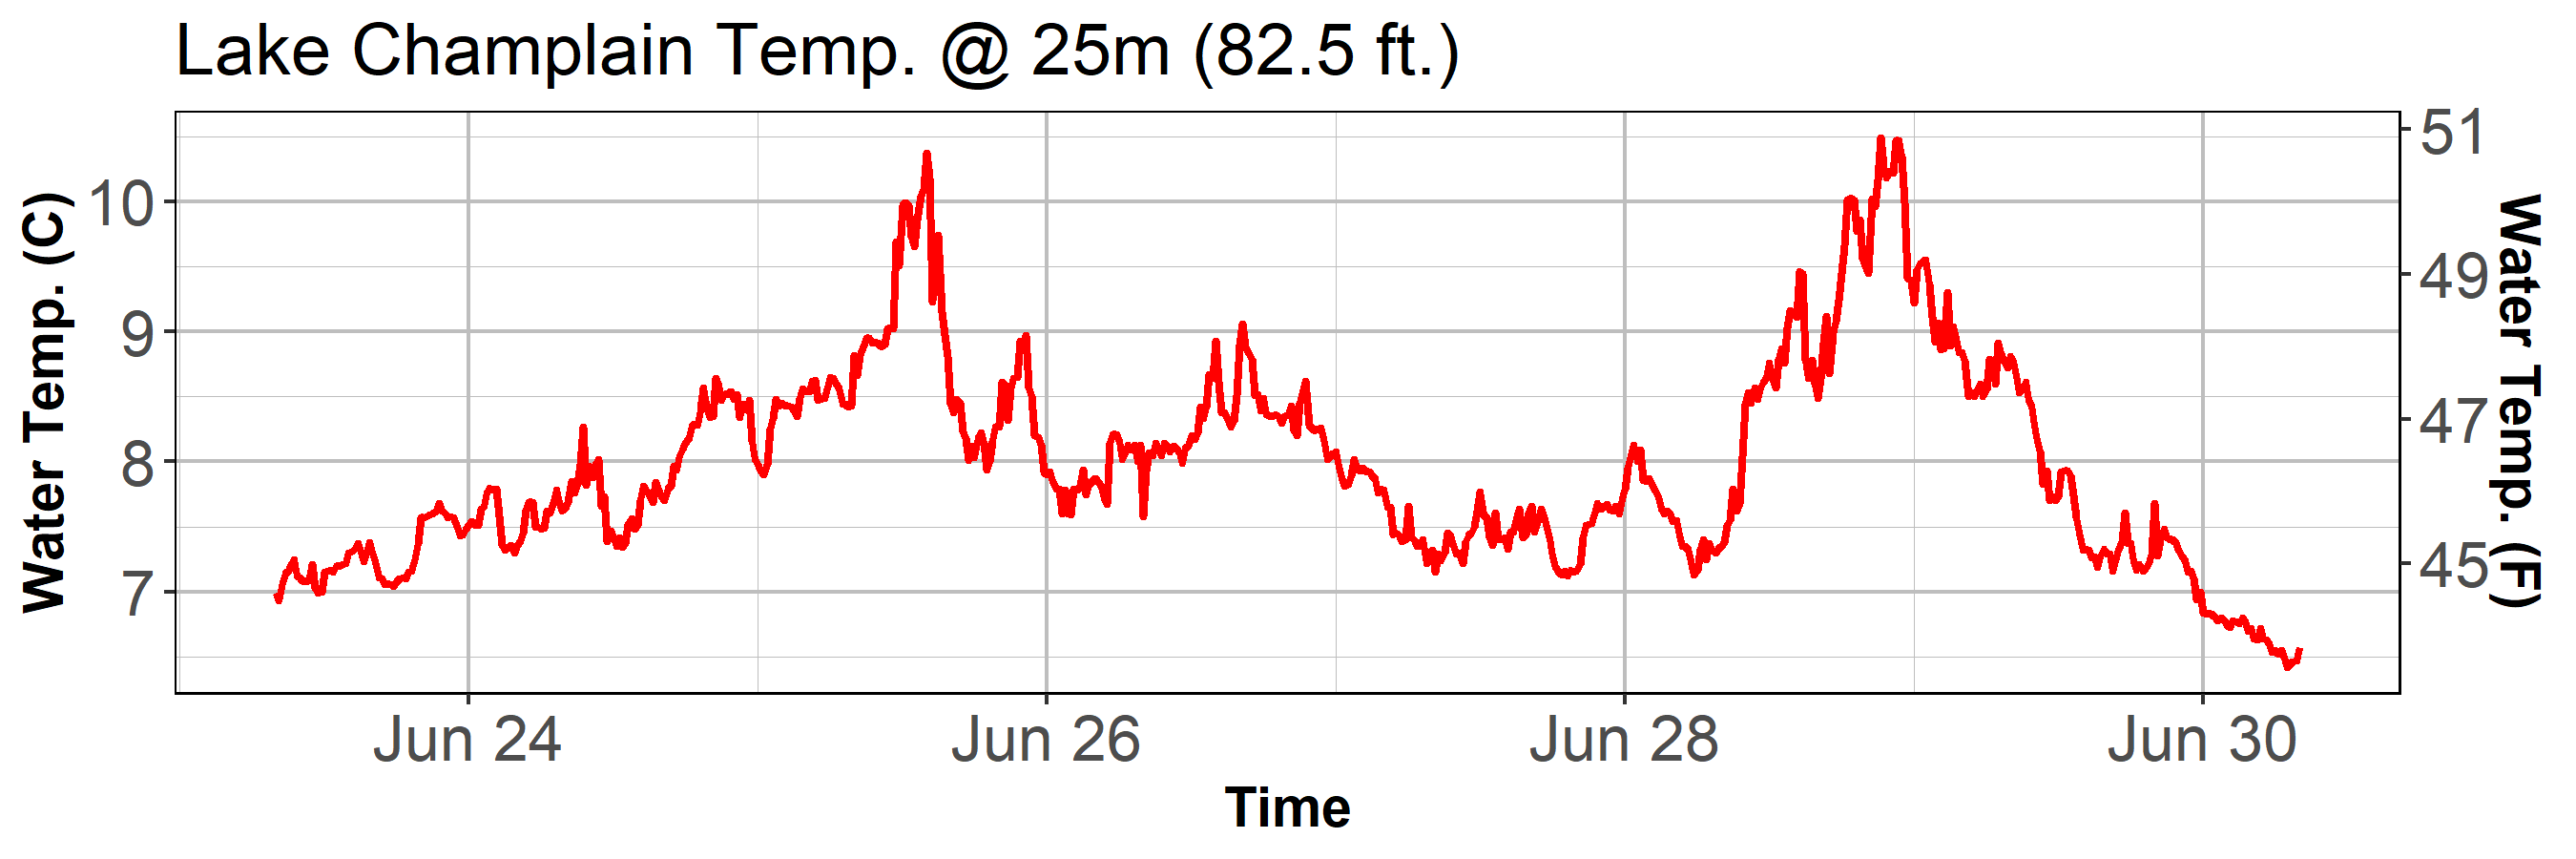 Lake Champlain Temp. @ 25m (82.5 ft.)
Water Temp. (C)
10
9
8
7
51
49
47
45
Water Temp. (F)
Jun 24
Jun 26
Jun 28
Jun 30
Time